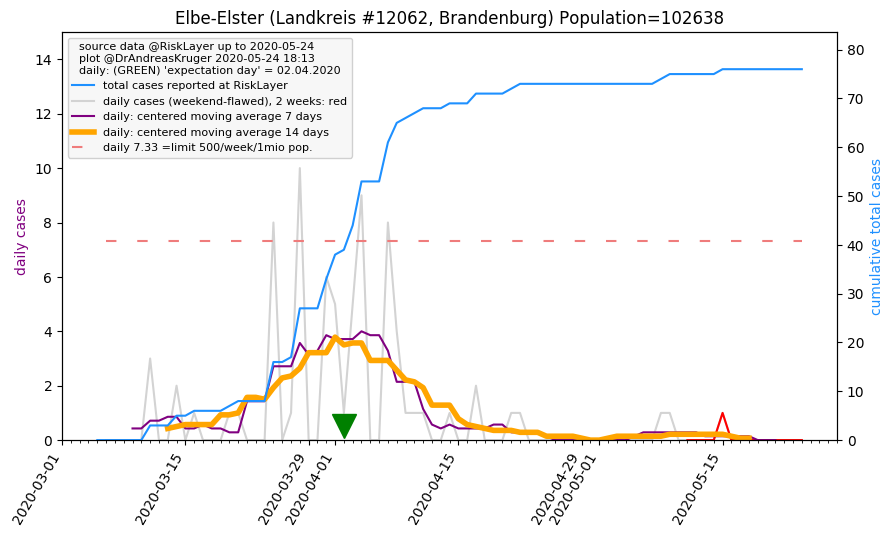 Elbe-Elster (Landkreis #12062, Brandenburg) Population=102638
source data @RiskLayer up to 2020-05-24
plot @DrAndreasKruger 2020-05-24 18:13
daily: (GREEN) 'expectation day' = 02.04.2020
total cases reported at RiskLayer
daily cases (weekend-flawed), 2 weeks: red
daily: centered moving average 7 days
daily: centered moving average 14 days
daily 7.33 =limit 500/week/1mio pop.
daily cases
14
12
10
8
6
4
2
0
80
70
60
50
40
30
20
10
0
cumulative total cases
2020-03-01
2020-03-15
2020-03-29
2020-04-01
2020-04-15
2020-04-29
2020-05-01
2020-05-15